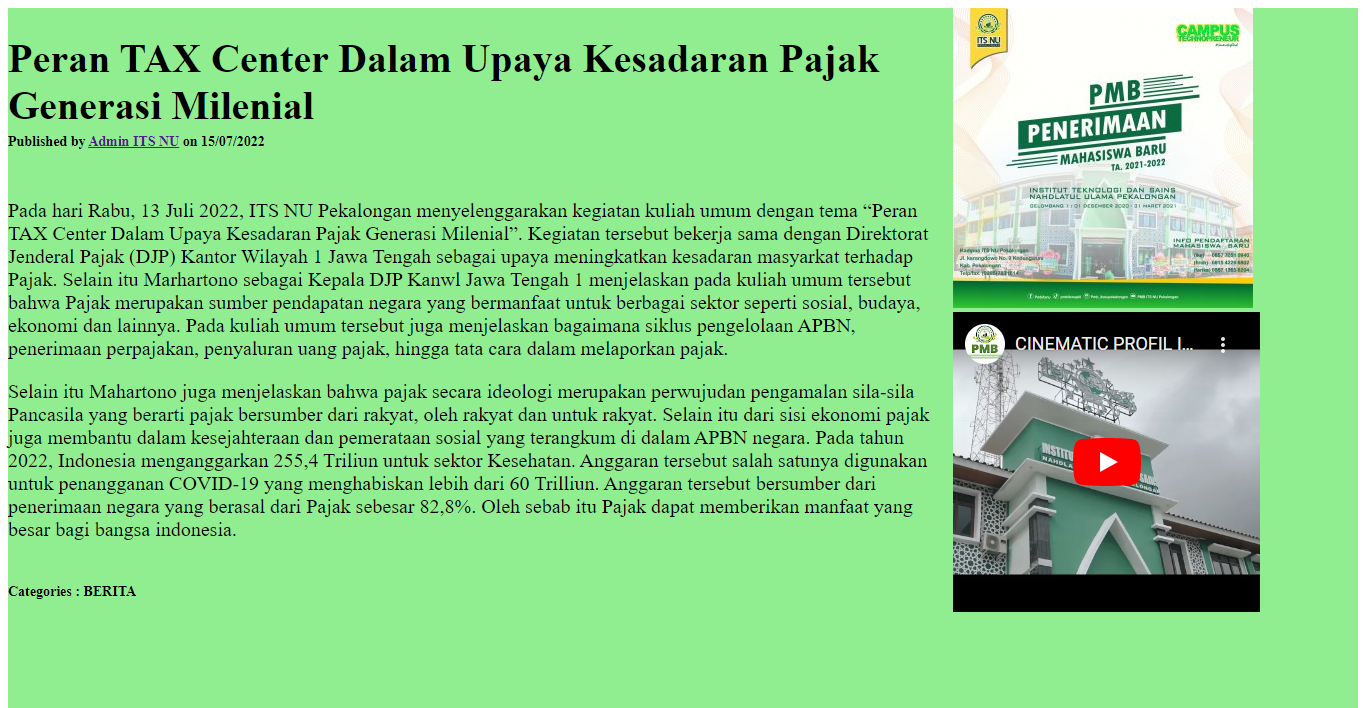 Peran TAX Center Dalam Upaya Kesadaran Pajak
Generasi Milenial
Published by Admin ITS NU on 15/07/2022
Pada hari Rabu, 13 Juli 2022, ITS NU Pekalongan menyelenggarakan kegiatan kuliah umum dengan tema “Peran
TAX Center Dalam Upaya Kesadaran Pajak Generasi Milenial”. Kegiatan tersebut bekerja sama dengan Direktorat
Jenderal Pajak (DJP) Kantor Wilayah 1 Jawa Tengah sebagai upaya meningkatkan kesadaran masyarkat terhadap
Pajak. Selain itu Marhartono sebagai Kepala DJP Kanwl Jawa Tengah 1 menjelaskan pada kuliah umum tersebut
bahwa Pajak merupakan sumber pendapatan negara yang bermanfaat untuk berbagai sektor seperti sosial, budaya,
ekonomi dan lainnya. Pada kuliah umum tersebut juga menjelaskan bagaimana siklus pengelolaan APBN,
penerimaan perpajakan, penyaluran uang pajak, hingga tata cara dalam melaporkan pajak.
Selain itu Mahartono juga menjelaskan bahwa pajak secara ideologi merupakan perwujudan pengamalan sila-sila
Pancasila yang berarti pajak bersumber dari rakyat, oleh rakyat dan untuk rakyat. Selain itu dari sisi ekonomi pajak
juga membantu dalam kesejahteraan dan pemerataan sosial yang terangkum di dalam APBN negara. Pada tahun
2022, Indonesia menganggarkan 255,4 Triliun untuk sektor Kesehatan. Anggaran tersebut salah satunya digunakan
untuk penangganan COVID-19 yang menghabiskan lebih dari 60 Trilliun. Anggaran tersebut bersumber dari
penerimaan negara yang berasal dari Pajak sebesar 82,8%. Oleh sebab itu Pajak dapat memberikan manfaat yang
besar bagi bangsa indonesia.
Categories : BERITA
ITS NU
CAMPUS
TECHNOPRENEUR
PMB
PENERIMAAN
MAHASISWA BARU
TA. 2021-2022
INSTITUT TEKNOLOGI DAN SAINS
NAHDLATUL ULAMA PEKALONGAN
GELOMBANG 1 : 01 DESEMBER 2020 - 31 MARET 2021
INFO PENDAFTARAN
MAHASISWA BARU
Kampus ITS NU Pekalongan
Jl. karangdowo No. 9 Kedungwuni
Kab. Pekalongan
PMB ITS NU Pekalongan
PMB
CINEMATIC PROFIL I...